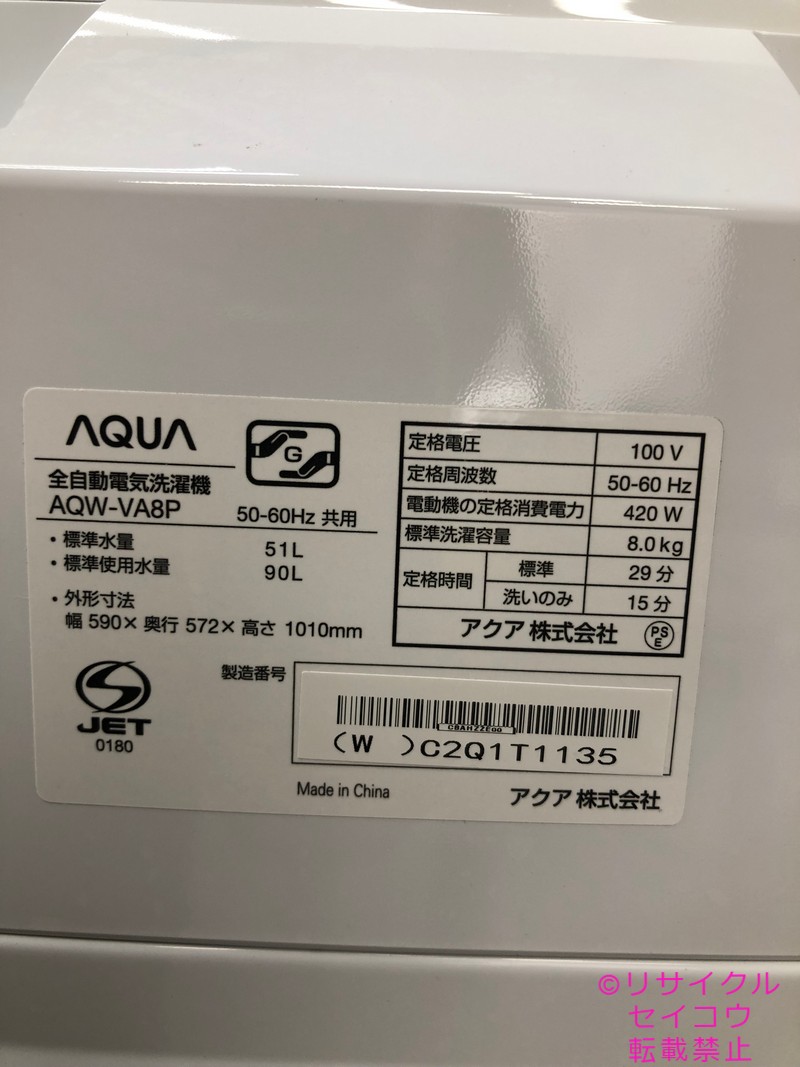 AQUA
G
全自動電気洗濯機
AQW-VA8P
50-60Hz 共用
・標準水量 51L
・標準使用水量 90L
・外形寸法
幅 590× 奥行 572× 高さ 1010mm
定格電圧 100 V
定格周波数 50-60 Hz
電動機の定格消費電力 420 W
標準洗濯容量 8.0kg
定格時間 標準 29 分
洗いのみ 15 分
アクア 株式会社
PS
E
JET
0180
製造番号
C8AHZZE00
(W )C2Q1T1135
Made in China
アクア 株式会社
©リサイクル
セイコウ
転載禁止